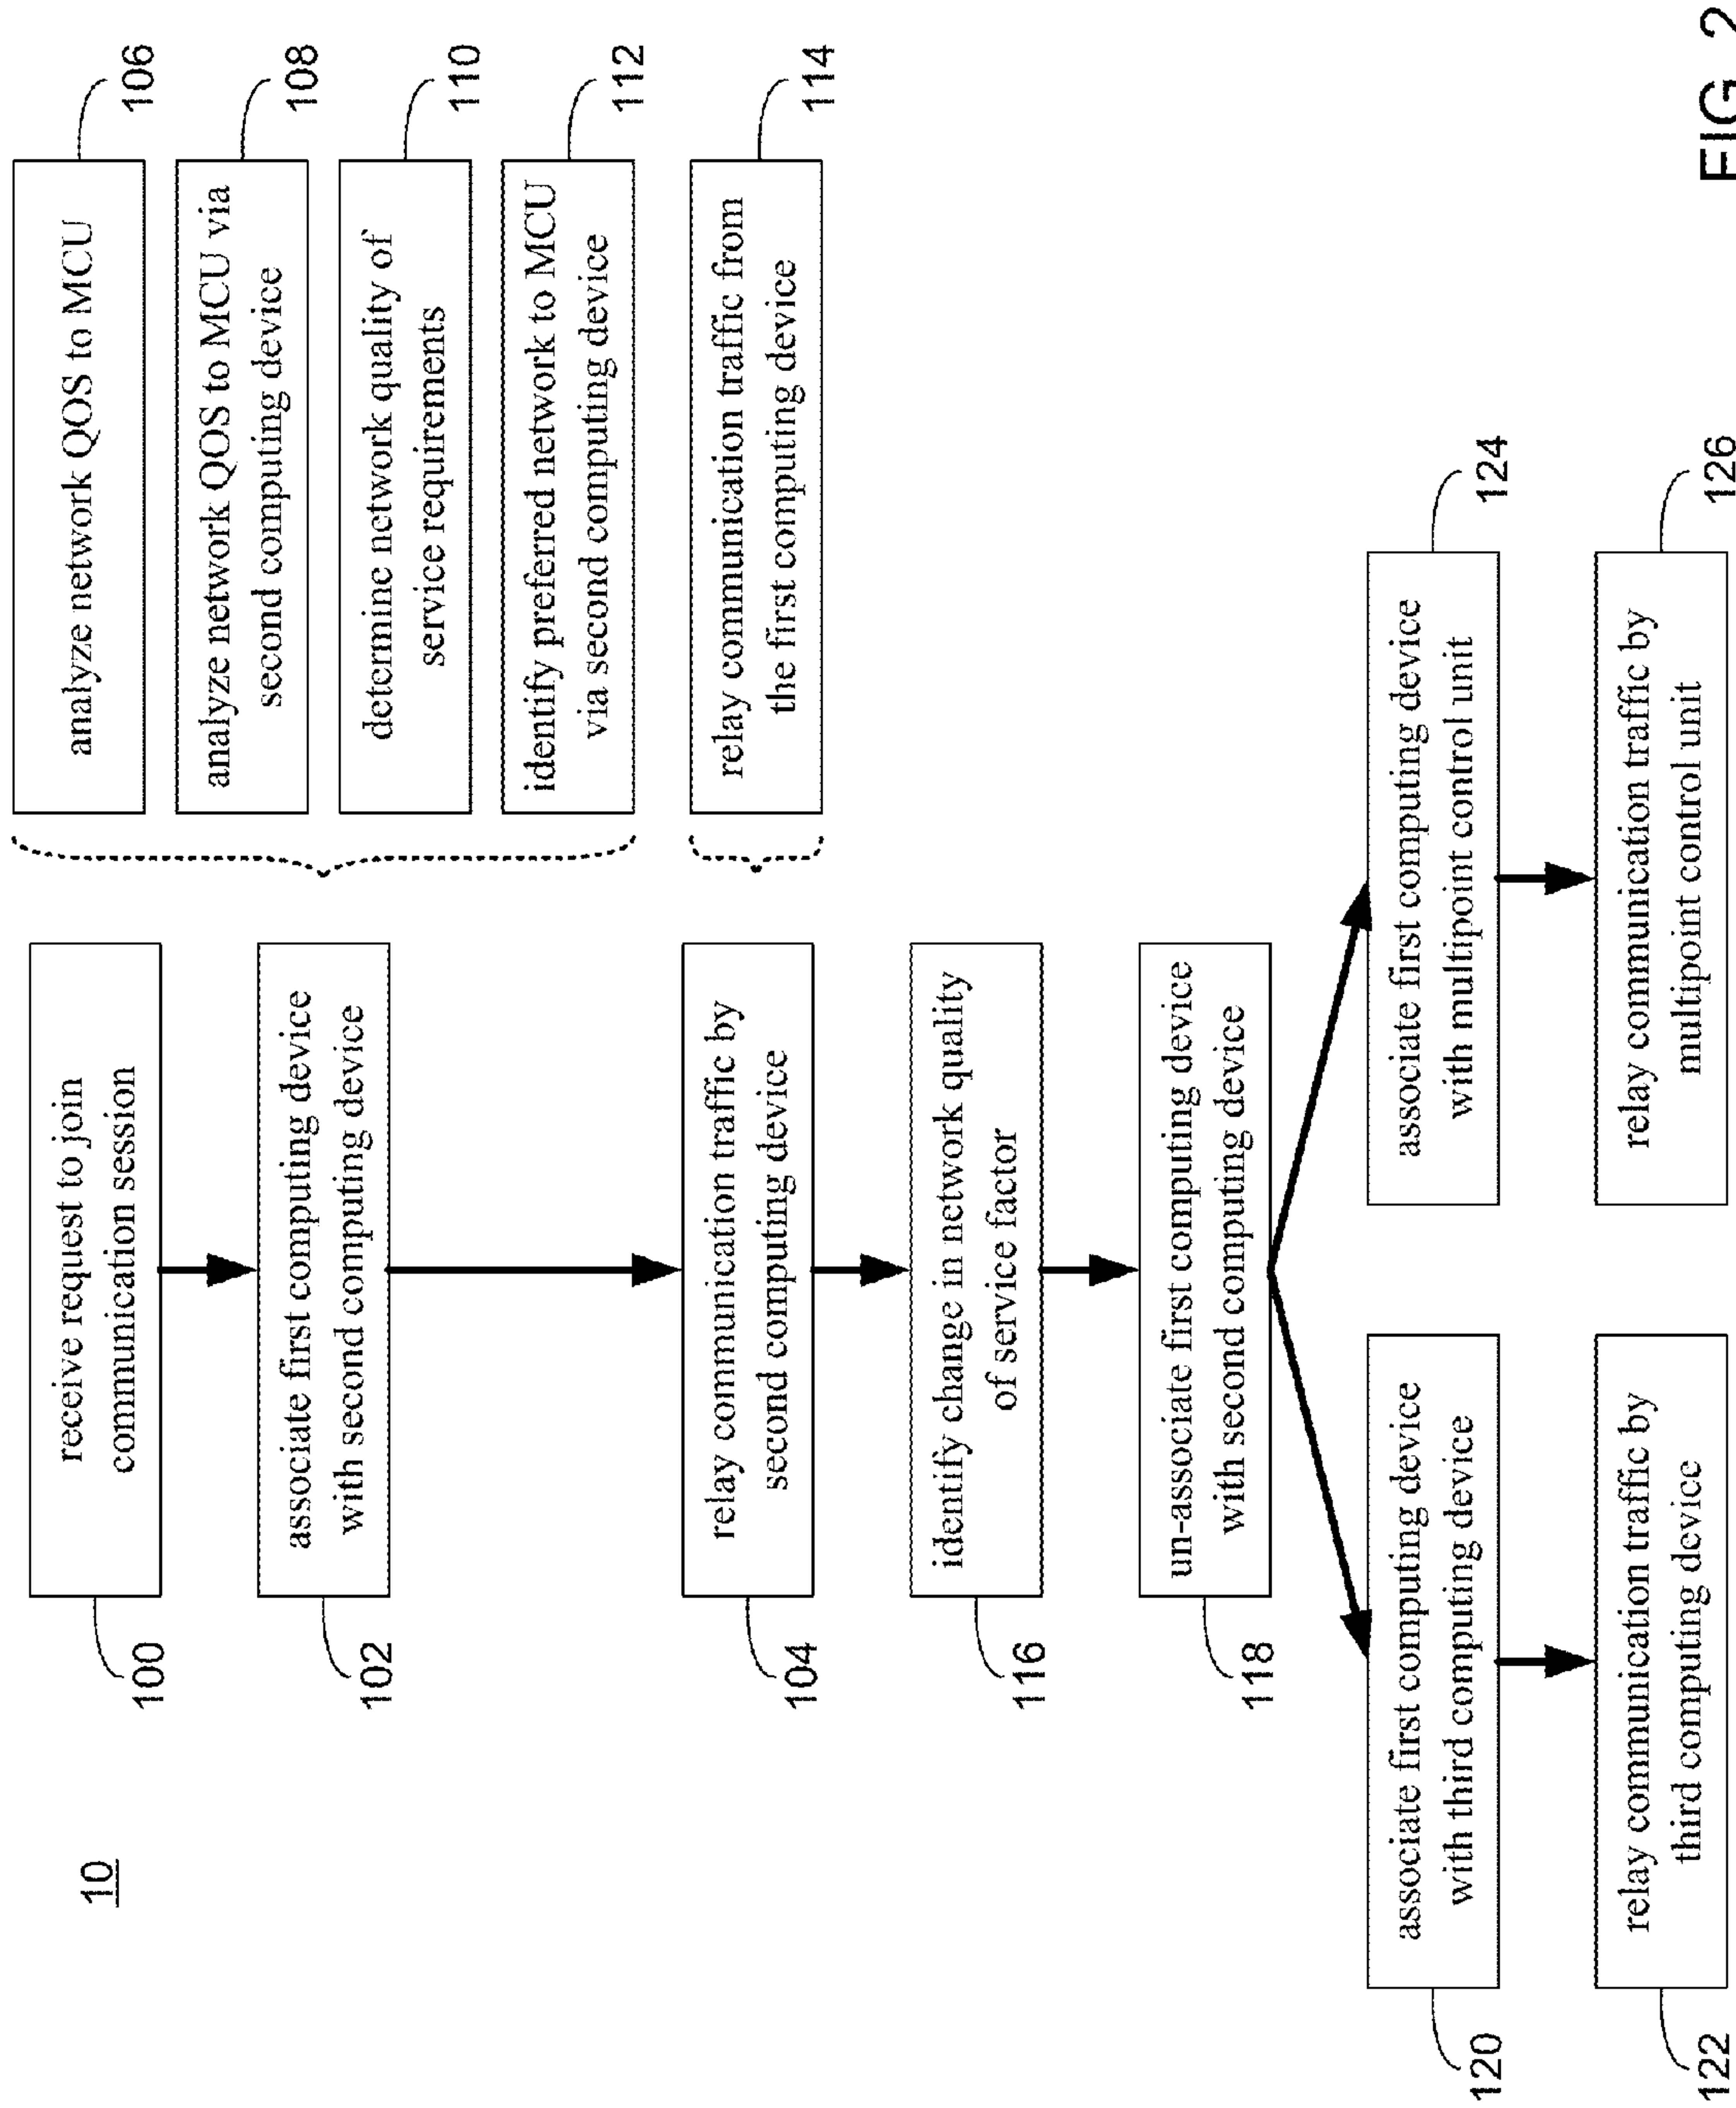 10
100
receive request to join
communication session
102
associate first computing device
with second computing device
106
analyze network QOS to MCU
108
analyze network QOS to MCU via
second computing device
110
determine network quality of
service requirements
112
identify preferred network to MCU
via second computing device
104
relay communication traffic by
second computing device
114
relay communication traffic from
the first computing device
116
identify change in network quality
of service factor
118
un-associate first computing device
with second computing device
120
associate first computing device
with third computing device
124
associate first computing device
with multipoint control unit
122
relay communication traffic by
third computing device
126
relay communication traffic by
multipoint control unit
FIG. 2